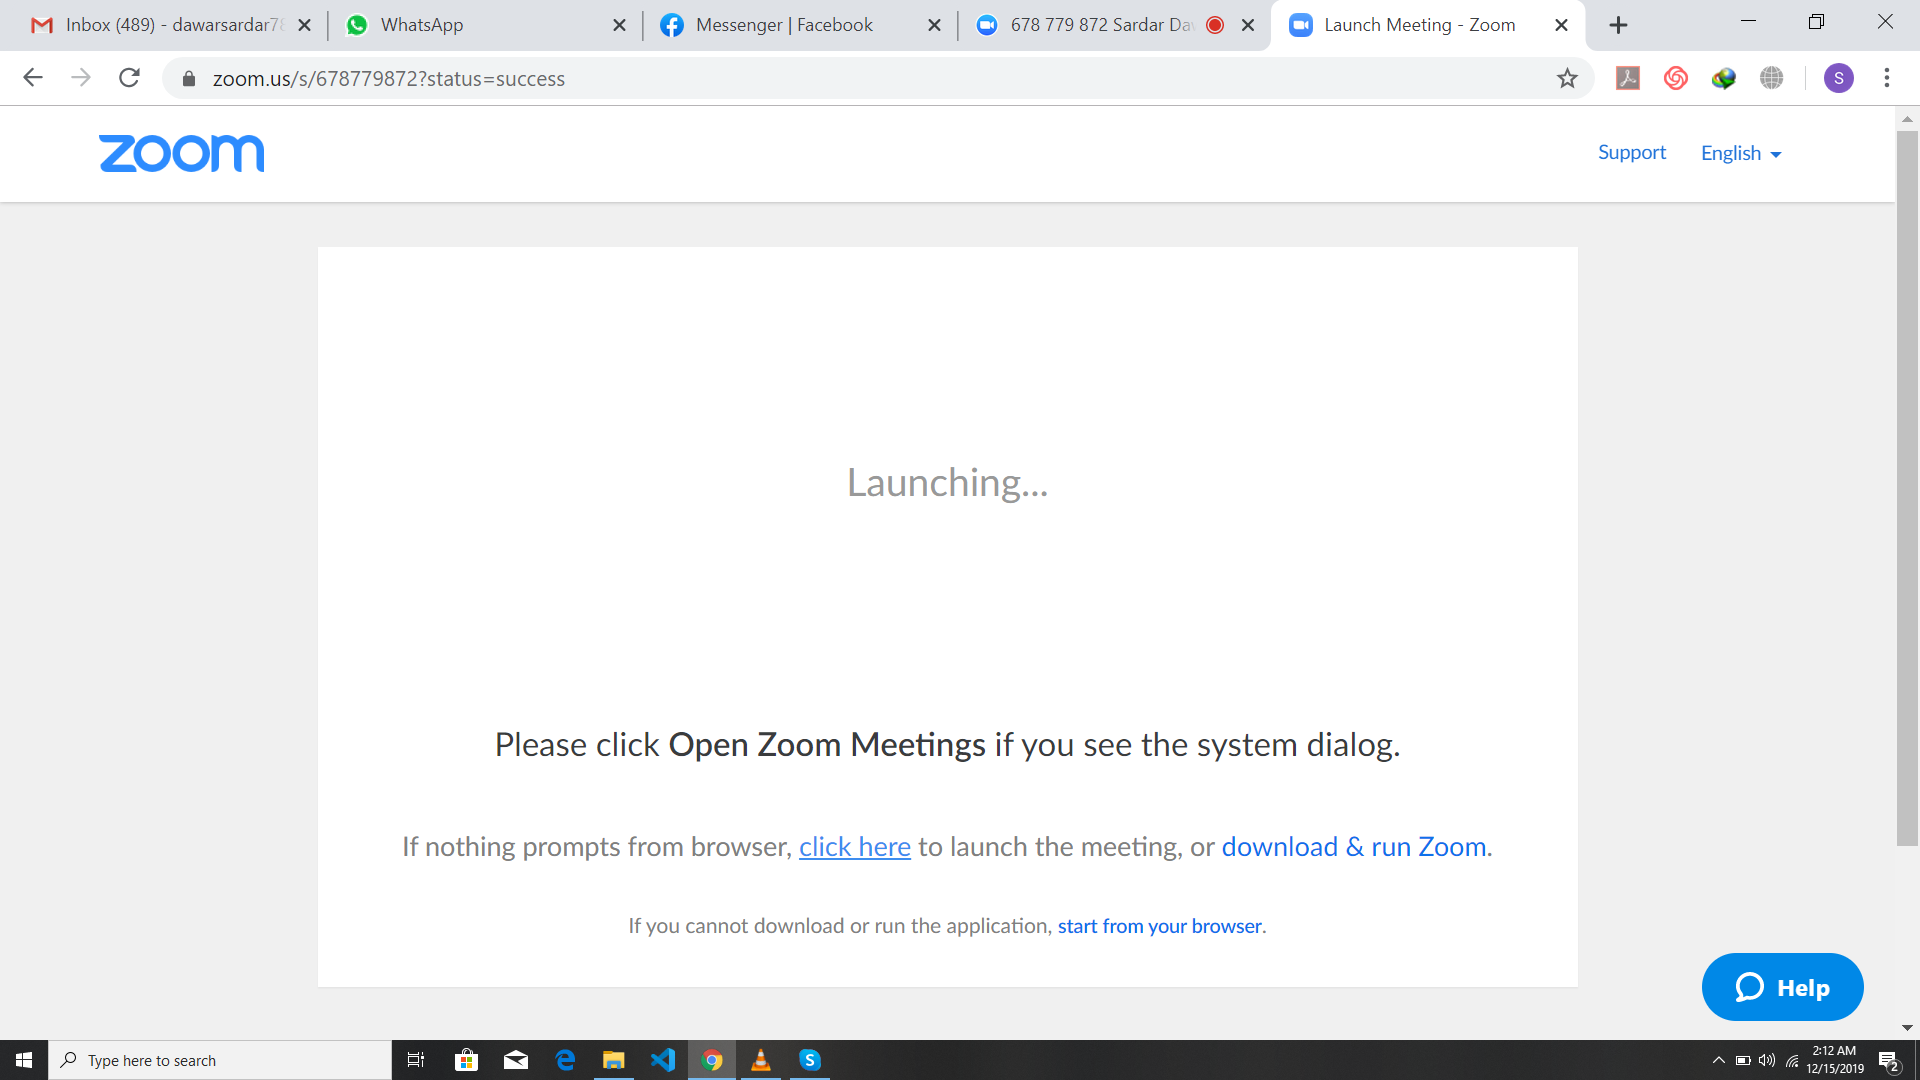 Inbox (489) - dawarsardar78
WhatsApp
Messenger | Facebook
678 779 872 Sardar Daw
Launch Meeting - Zoom
zoom.us/s/678779872?status=success
S
zoom
Support
English
Launching...
Please click Open Zoom Meetings if you see the system dialog.
If nothing prompts from browser, click here to launch the meeting, or download & run Zoom.
If you cannot download or run the application, start from your browser.
Help
Type here to search
2:12 AM
12/15/2019
2